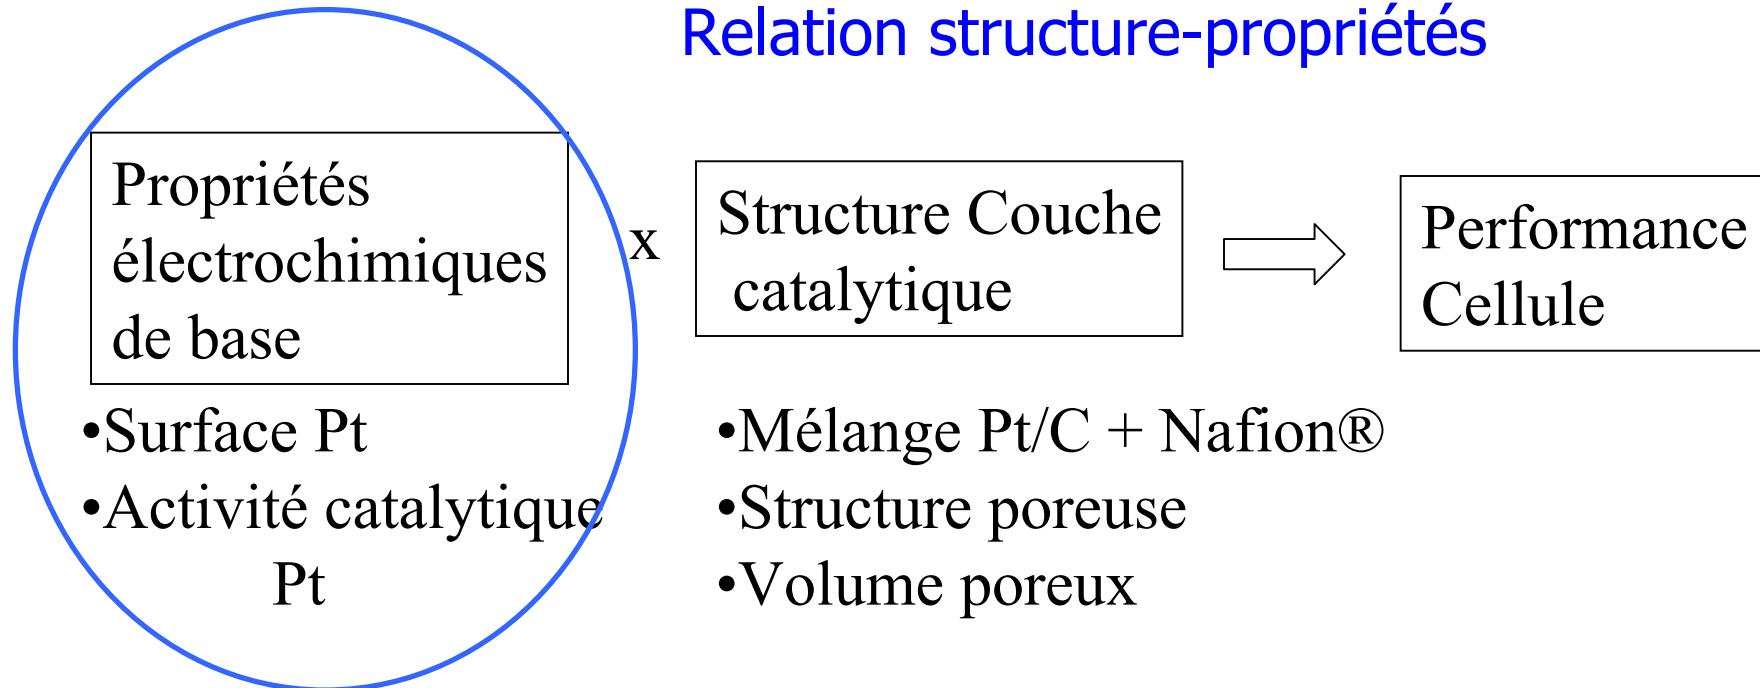 Relation structure-propriétés
Propriétés
électrochimiques
de base
x
Structure Couche
catalytique
Performance
Cellule
•Surface Pt
•Activité catalytique
Pt
•Mélange Pt/C + Nafion®
•Structure poreuse
•Volume poreux